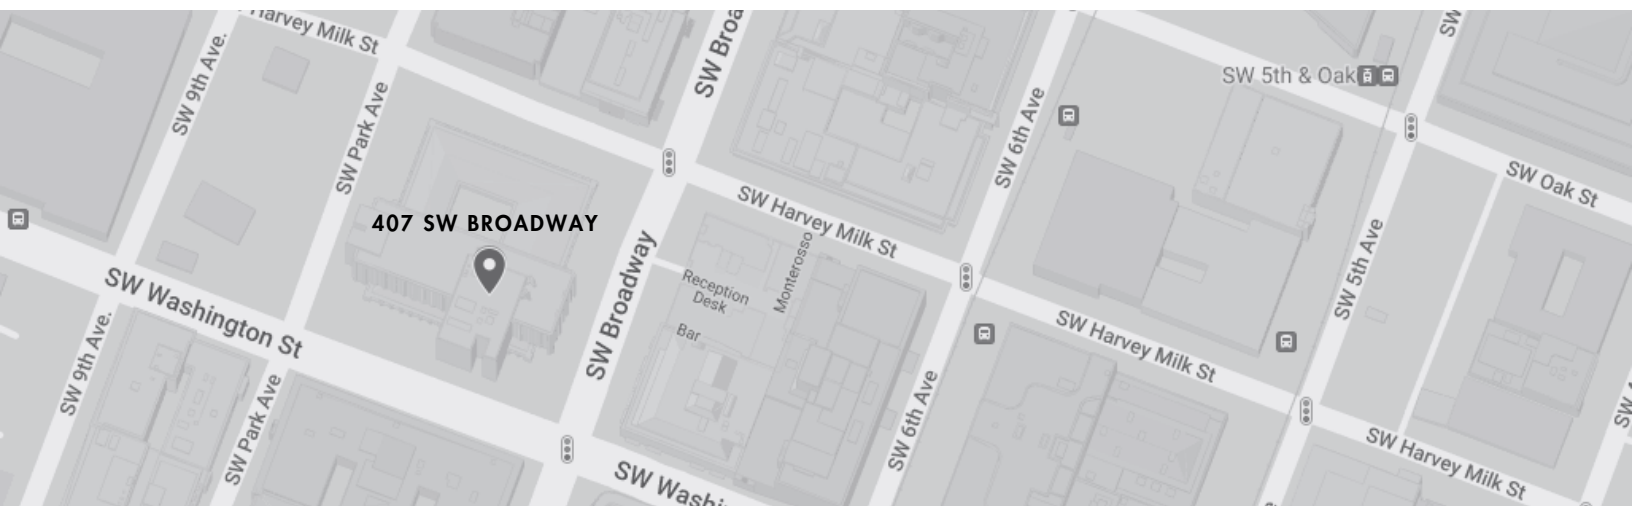 Harvey Milk St
SW Broa
SW
SW 9th Ave.
SW Park Ave
SW 5th & Oak
SW 6th Ave
SW Oak St
407 SW BROADWAY
SW Harvey Milk St
SW Washington St
SW Broadway
Reception
Desk
Monterosso
Bar
SW 5th Ave
SW Harvey Milk St
SW 9th Ave.
SW Park Ave
SW 6th Ave
SW Harvey Milk St
SW Washi
SW